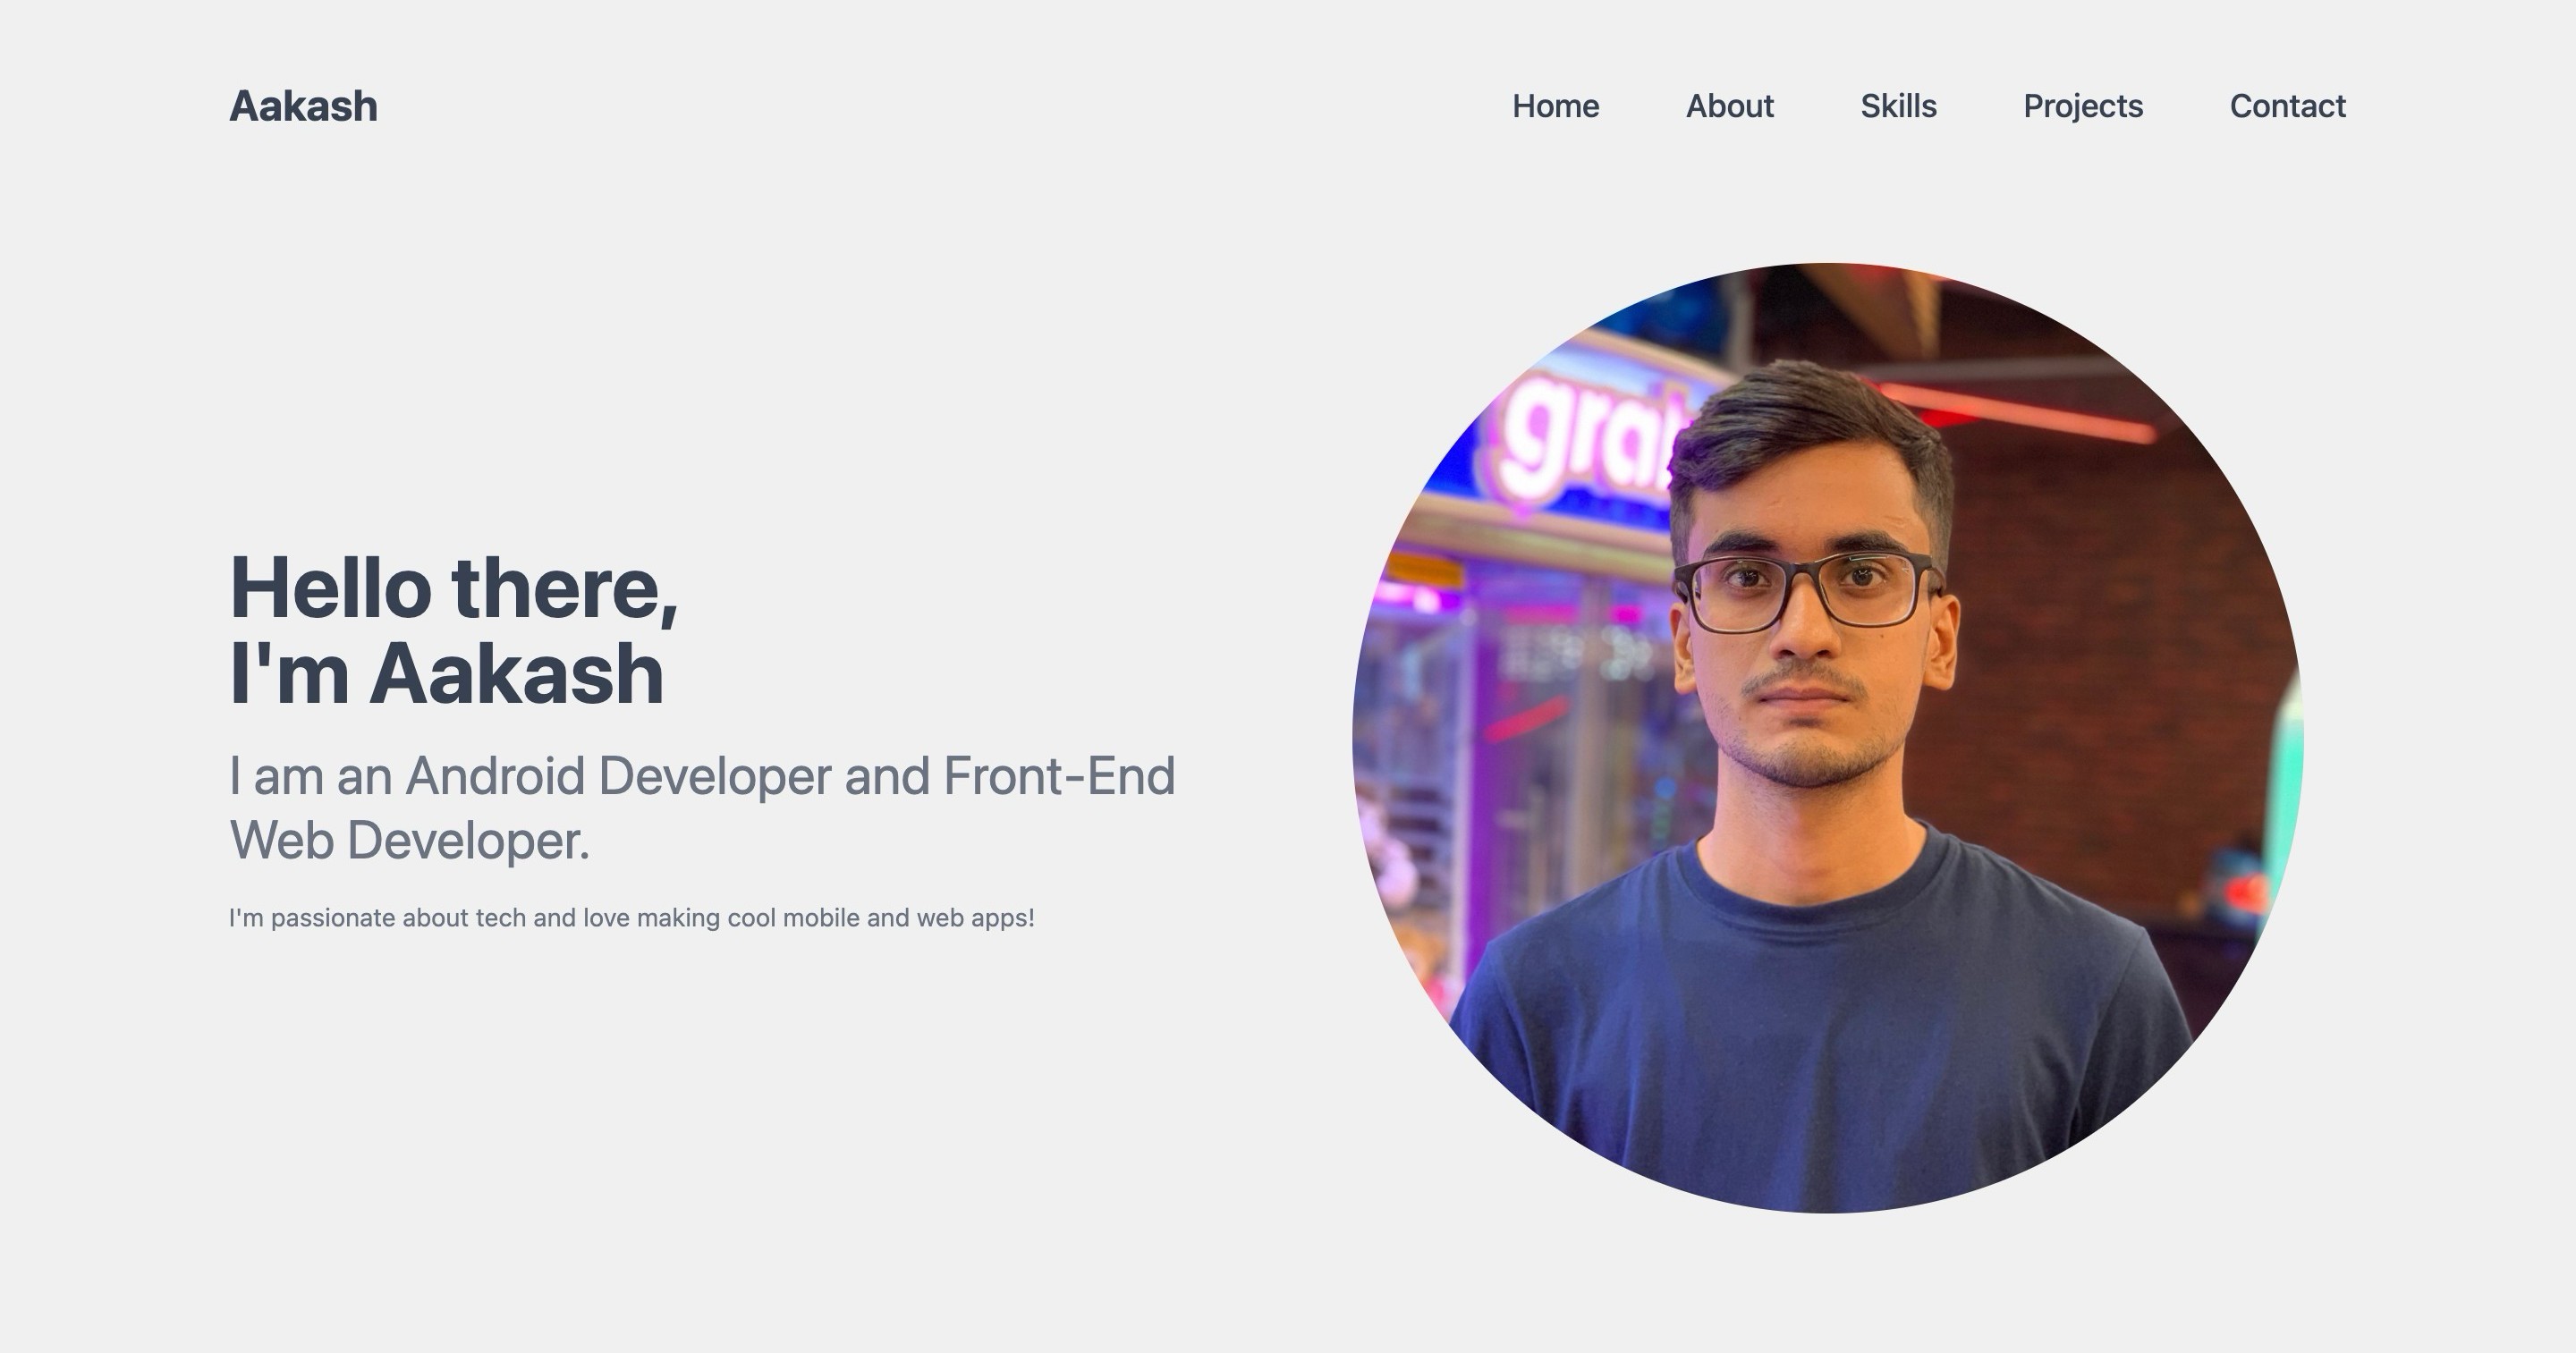 Aakash
Home About Skills Projects Contact
grab
Hello there,
I'm Aakash
I am an Android Developer and Front-End
Web Developer.
I'm passionate about tech and love making cool mobile and web apps!